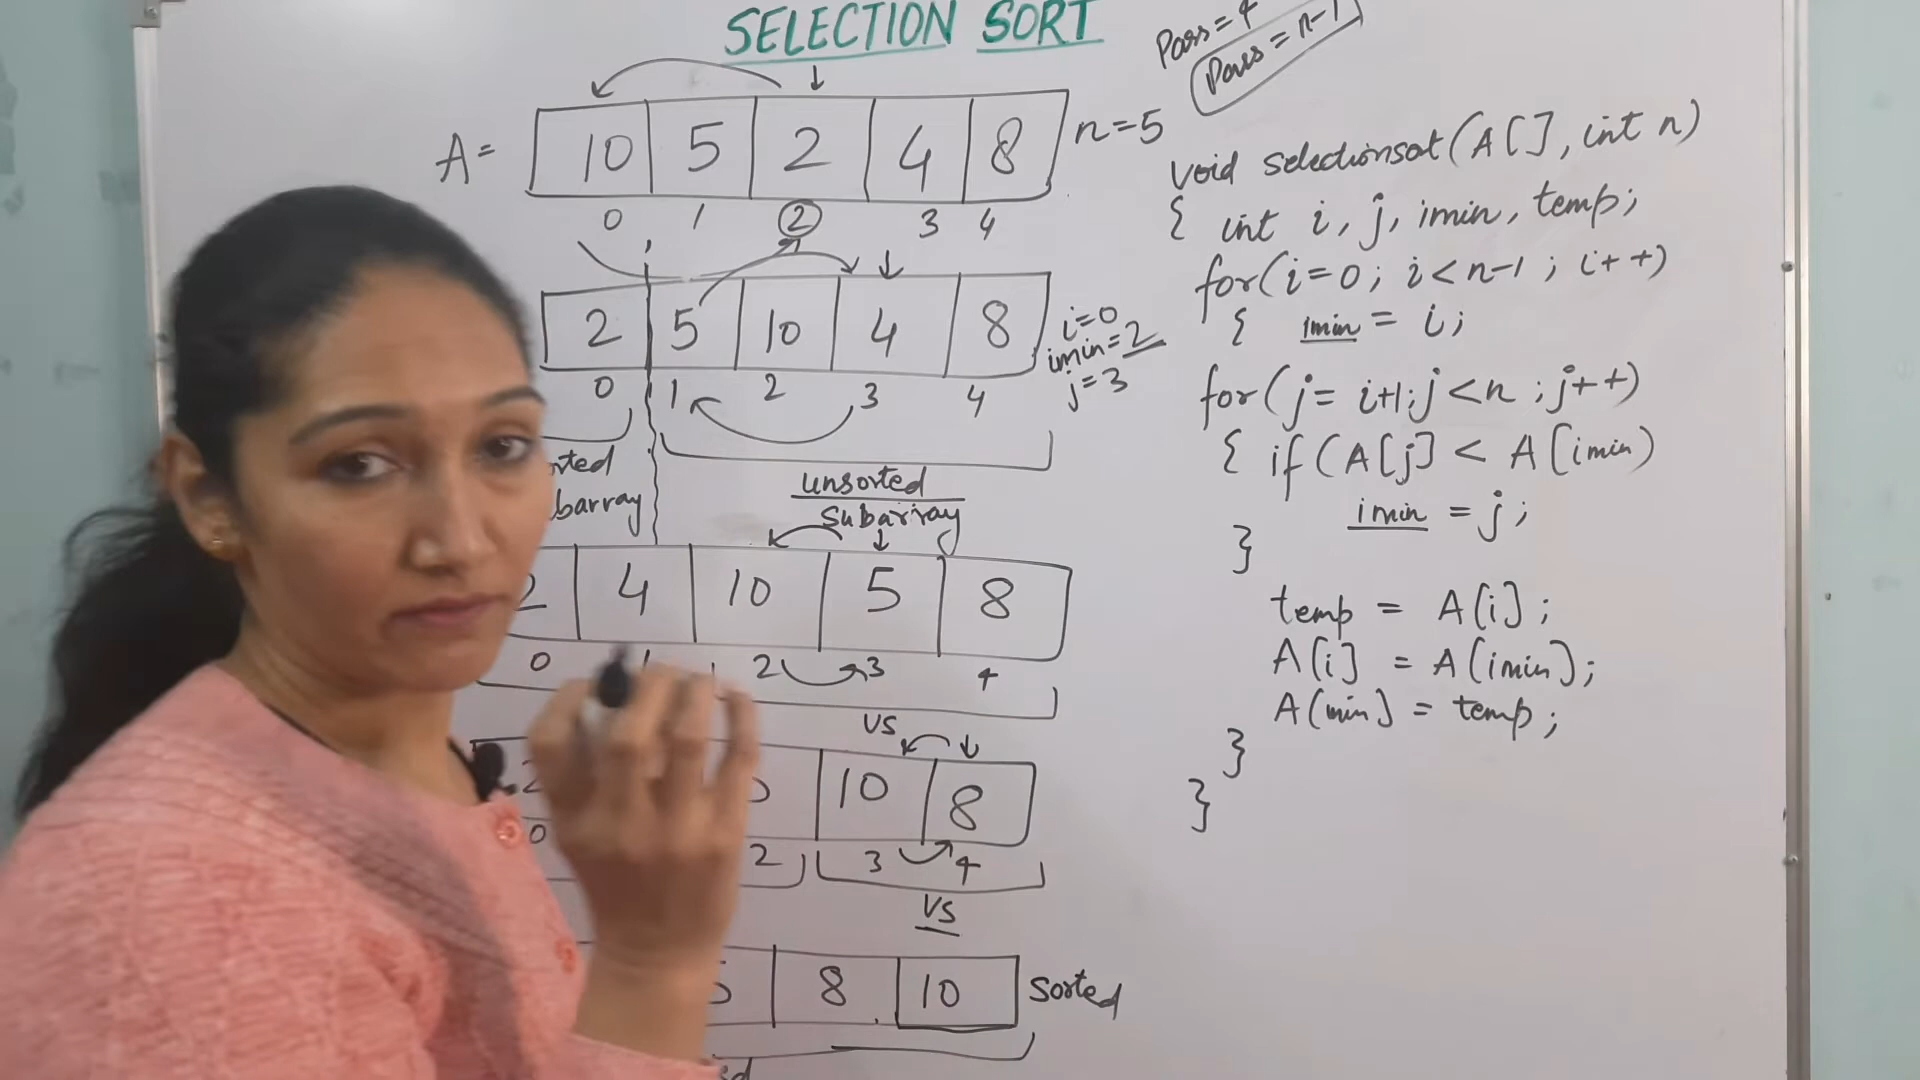 SELECTION SORT
Pass = 4
Pass = n-1
A =
10 5 2 4 8
n=5
0 1 2 3 4
2 5 10 4 8
i=0
imin=2
j=3
0 1 2 3 4
unsorted
subarray
4 10 5 8
0 2 3 4
VS
10 8
0 2 3 4
VS
8 10
Sorted
void selectionsot(A[], int n)
{ int i, j, imin, temp;
for(i=0; i<n-1; i++)
{ imin = i;
for(j= i+1; j<n ; j++)
{ if (A[j] < A[imin)
imin = j;
}
temp = A[i];
A[i] = A[imin];
A[min] = temp;
}
}